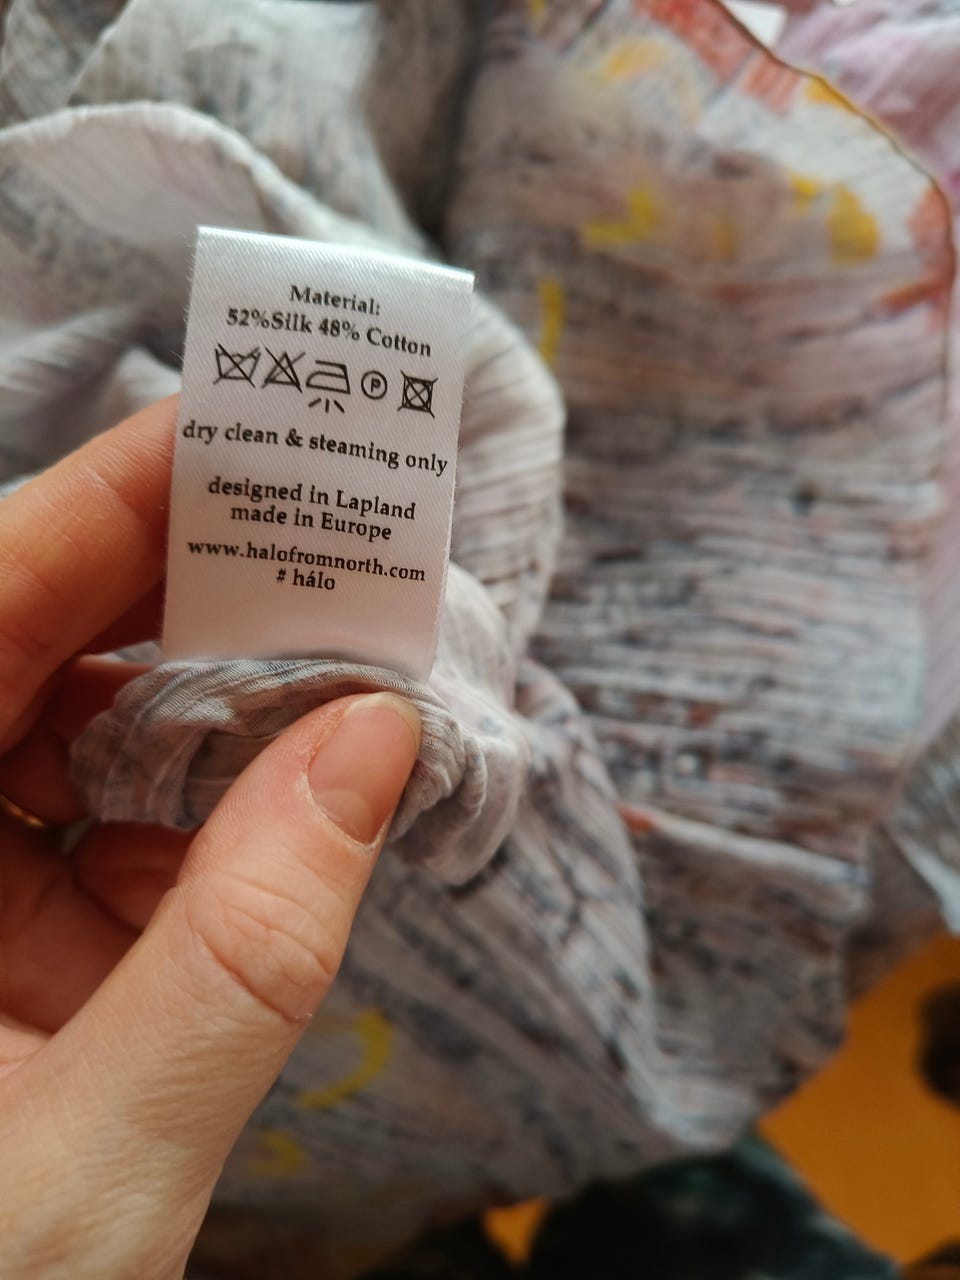 Material:
52%Silk 48% Cotton
P
dry clean & steaming only
designed in Lapland
made in Europe
www.halofromnorth.com
# hálo